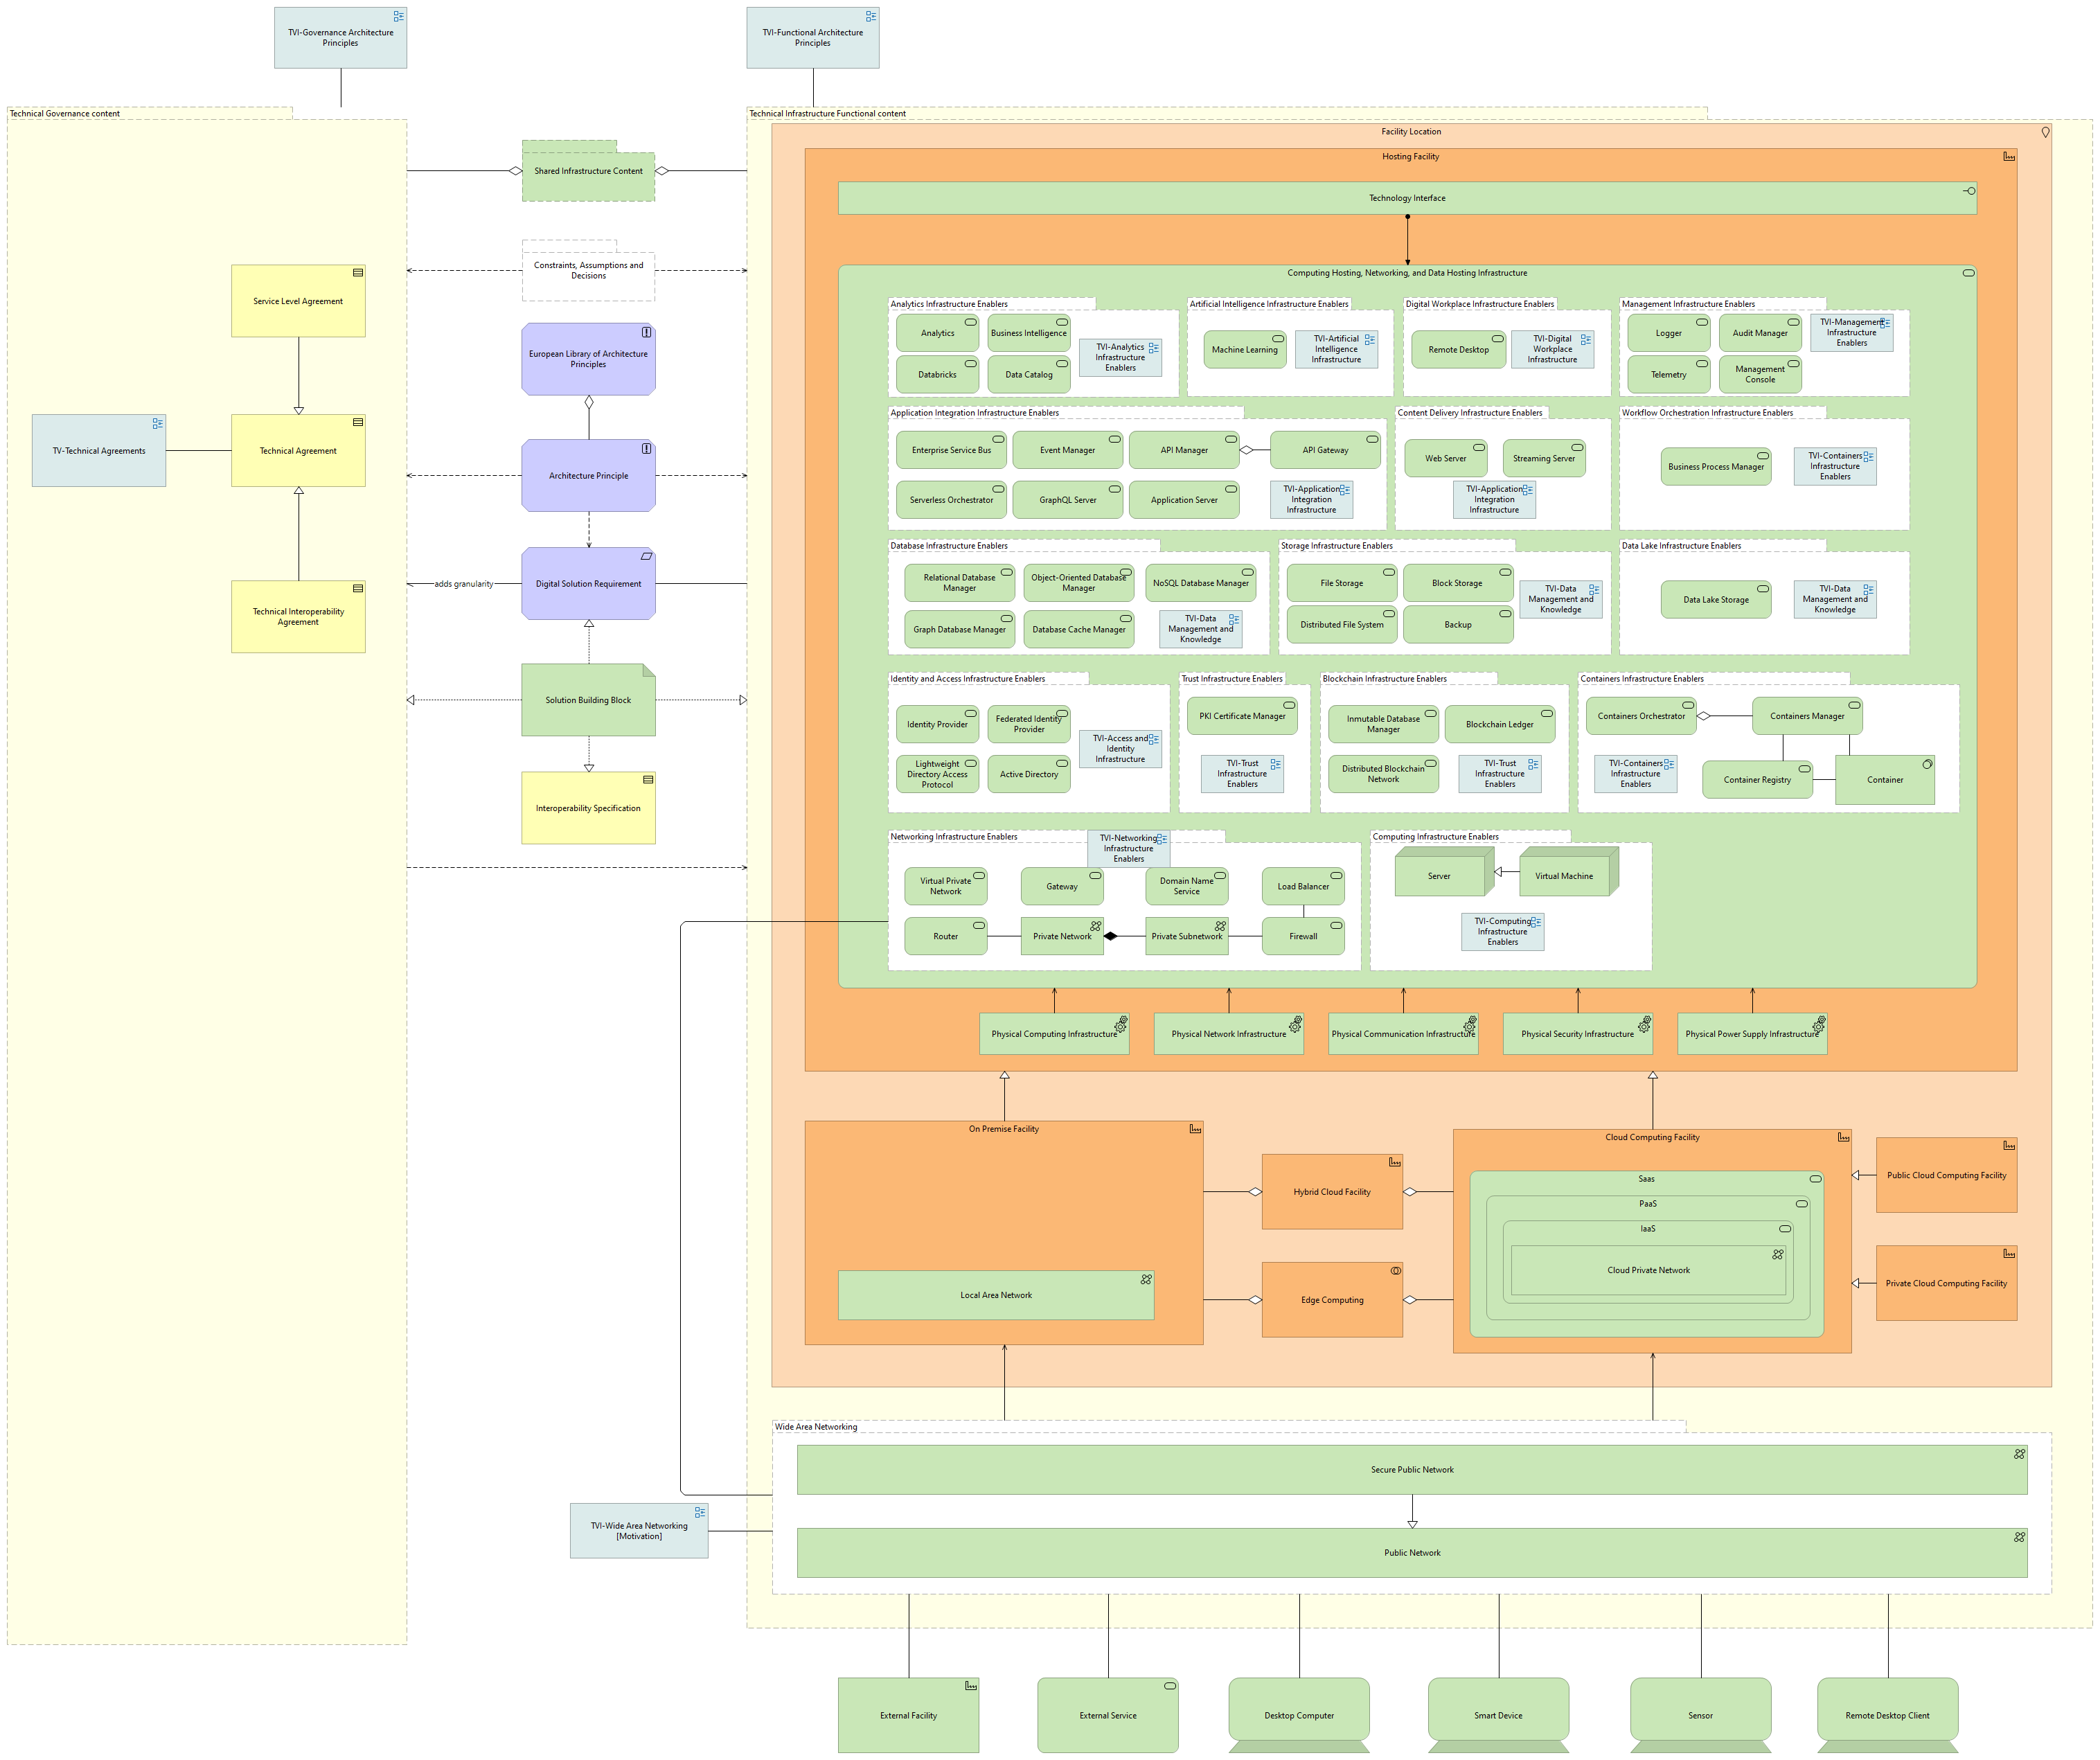 TVI-Governance Architecture
Principles
TVI-Functional Architecture
Principles
Technical Governance content
Technical Infrastructure Functional content
Facility Location
Hosting Facility
Shared Infrastructure Content
Technology Interface
Constraints, Assumptions and
Decisions
Service Level Agreement
European Library of Architecture
Principles
TV-Technical Agreements
Technical Agreement
Architecture Principle
adds granularity
Digital Solution Requirement
Technical Interoperability
Agreement
Solution Building Block
Interoperability Specification
Computing Hosting, Networking, and Data Hosting Infrastructure
Analytics Infrastructure Enablers
Analytics
Business Intelligence
TVI-Analytics
Infrastructure
Enablers
Databricks
Data Catalog
Artificial Intelligence Infrastructure Enablers
Machine Learning
TVI-Artificial
Intelligence
Infrastructure
Digital Workplace Infrastructure Enablers
Remote Desktop
TVI-Digital
Workplace
Infrastructure
Management Infrastructure Enablers
Logger
Audit Manager
TVI-Management
Infrastructure
Enablers
Telemetry
Management
Console
Application Integration Infrastructure Enablers
Enterprise Service Bus
Event Manager
API Manager
API Gateway
Serverless Orchestrator
GraphQL Server
Application Server
TVI-Application
Integration
Infrastructure
Content Delivery Infrastructure Enablers
Web Server
Streaming Server
TVI-Application
Integration
Infrastructure
Workflow Orchestration Infrastructure Enablers
Business Process Manager
TVI-Containers
Infrastructure
Enablers
Database Infrastructure Enablers
Relational Database
Manager
Object-Oriented Database
Manager
NoSQL Database Manager
Graph Database Manager
Database Cache Manager
TVI-Data
Management and
Knowledge
Storage Infrastructure Enablers
File Storage
Block Storage
TVI-Data
Management and
Knowledge
Distributed File System
Backup
Data Lake Infrastructure Enablers
Data Lake Storage
TVI-Data
Management and
Knowledge
Identity and Access Infrastructure Enablers
Identity Provider
Federated Identity
Provider
TVI-Access and
Identity
Infrastructure
Lightweight
Directory Access
Protocol
Active Directory
Trust Infrastructure Enablers
PKI Certificate Manager
TVI-Trust
Infrastructure
Enablers
Blockchain Infrastructure Enablers
Inmutable Database
Manager
Blockchain Ledger
Distributed Blockchain
Network
TVI-Trust
Infrastructure
Enablers
Containers Infrastructure Enablers
Containers Orchestrator
Containers Manager
TVI-Containers
Infrastructure
Enablers
Container Registry
Container
Networking Infrastructure Enablers
TVI-Networking
Infrastructure
Enablers
Virtual Private
Network
Gateway
Domain Name
Service
Load Balancer
Router
Private Network
Private Subnetwork
Firewall
Computing Infrastructure Enablers
Server
Virtual Machine
TVI-Computing
Infrastructure
Enablers
Physical Computing Infrastructure
Physical Network Infrastructure
Physical Communication Infrastructure
Physical Security Infrastructure
Physical Power Supply Infrastructure
On Premise Facility
Local Area Network
Hybrid Cloud Facility
Edge Computing
Cloud Computing Facility
Saas
PaaS
IaaS
Cloud Private Network
Public Cloud Computing Facility
Private Cloud Computing Facility
Wide Area Networking
Secure Public Network
TVI-Wide Area Networking
[Motivation]
Public Network
External Facility
External Service
Desktop Computer
Smart Device
Sensor
Remote Desktop Client